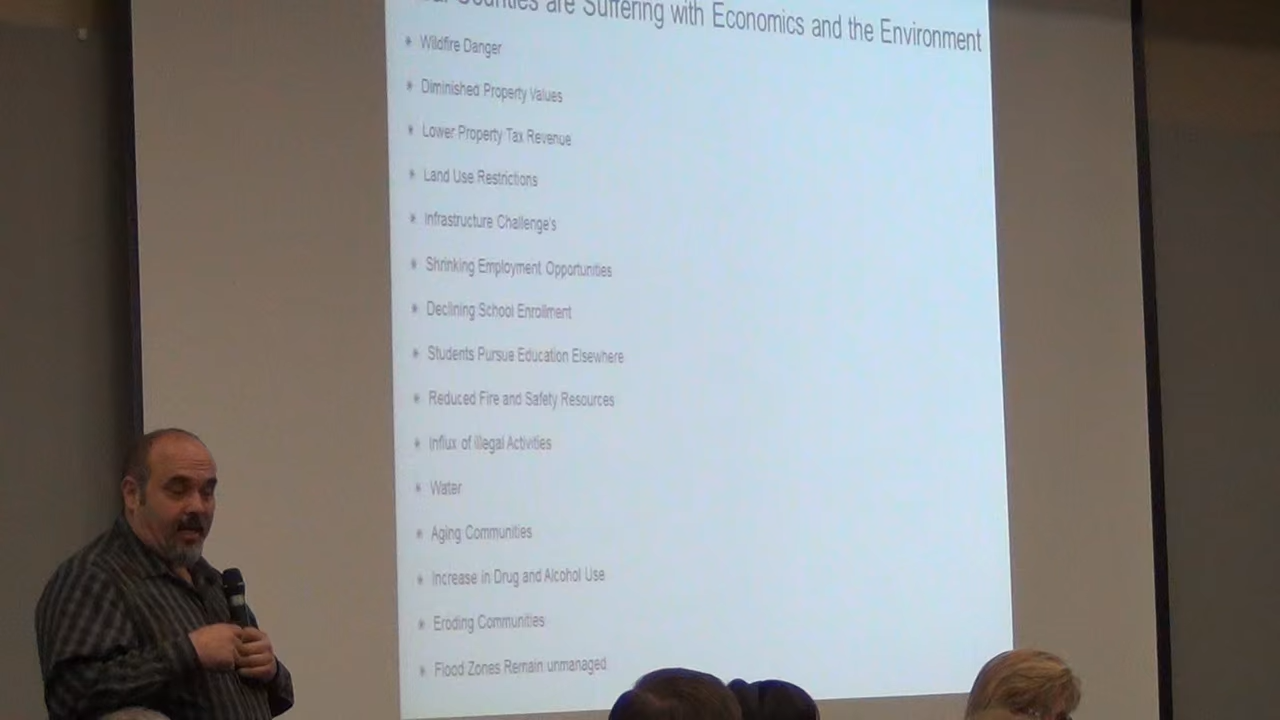 Counties are Suffering with Economics and the Environment
* Wildfire Danger
* Diminished Property Values
* Lower Property Tax Revenue
* Land Use Restrictions
* Infrastructure Challenge's
* Shrinking Employment Opportunities
* Declining School Enrollment
* Students Pursue Education Elsewhere
* Reduced Fire and Safety Resources
* Influx of illegal Activities
* Water
* Aging Communities
* Increase in Drug and Alcohol Use
* Eroding Communities
* Flood Zones Remain unmanaged